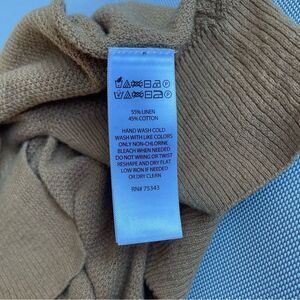 55% LINEN
45% COTTON
HAND WASH COLD
WASH WITH LIKE COLORS
ONLY NON-CHLORINE
BLEACH WHEN NEEDED
DO NOT WRING OR TWIST
RESHAPE AND DRY FLAT
LOW IRON IF NEEDED
OR DRY CLEAN
RN# 75343